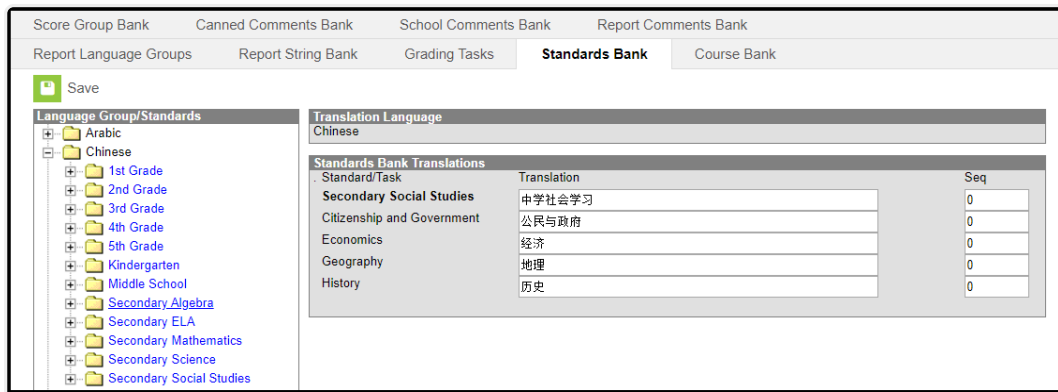 Score Group Bank Canned Comments Bank School Comments Bank Report Comments Bank
Report Language Groups Report String Bank Grading Tasks Standards Bank Course Bank
Save
Language Group/Standards
Arabic
Chinese
1st Grade
2nd Grade
3rd Grade
4th Grade
5th Grade
Kindergarten
Middle School
Secondary Algebra
Secondary ELA
Secondary Mathematics
Secondary Science
Secondary Social Studies
Translation Language
Chinese
Standards Bank Translations
. Standard/Task Translation Seq
Secondary Social Studies 中学社会学习 0
Citizenship and Government 公民与政府 0
Economics 经济 0
Geography 地理 0
History 历史 0